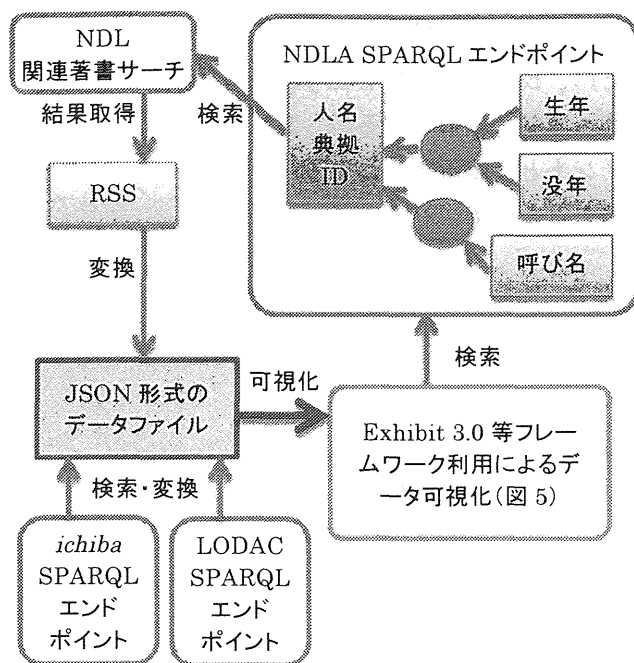 NDL
関連著書サーチ
結果取得
RSS
変換
検索
NDLA SPARQL エンドポイント
人名
典拠
ID
生年
没年
呼び名
検索
JSON 形式の
データファイル
可視化
Exhibit 3.0 等フレー
ムワーク利用によるデ
ータ可視化(図 5)
検索・変換
ichiba
SPARQL
エンド
ポイント
LODAC
SPARQL
エンド
ポイント